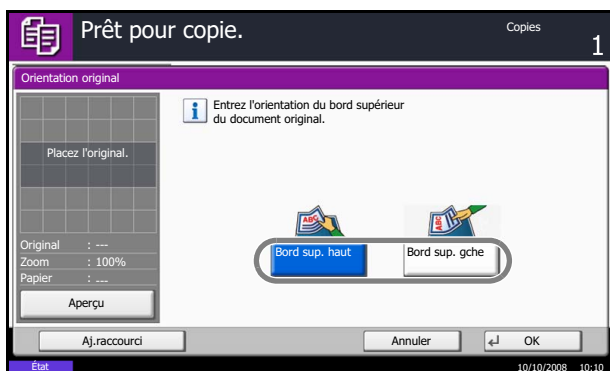 Prêt pour copie.
Copies
1
Orientation original
Placez l'original.
Entrez l'orientation du bord supérieur
du document original.
ABC
ABC
Bord sup. haut
Bord sup. gche
Original : ---
Zoom : 100%
Papier : ---
Aperçu
Aj.raccourci
Annuler
OK
État
10/10/2008 10:10